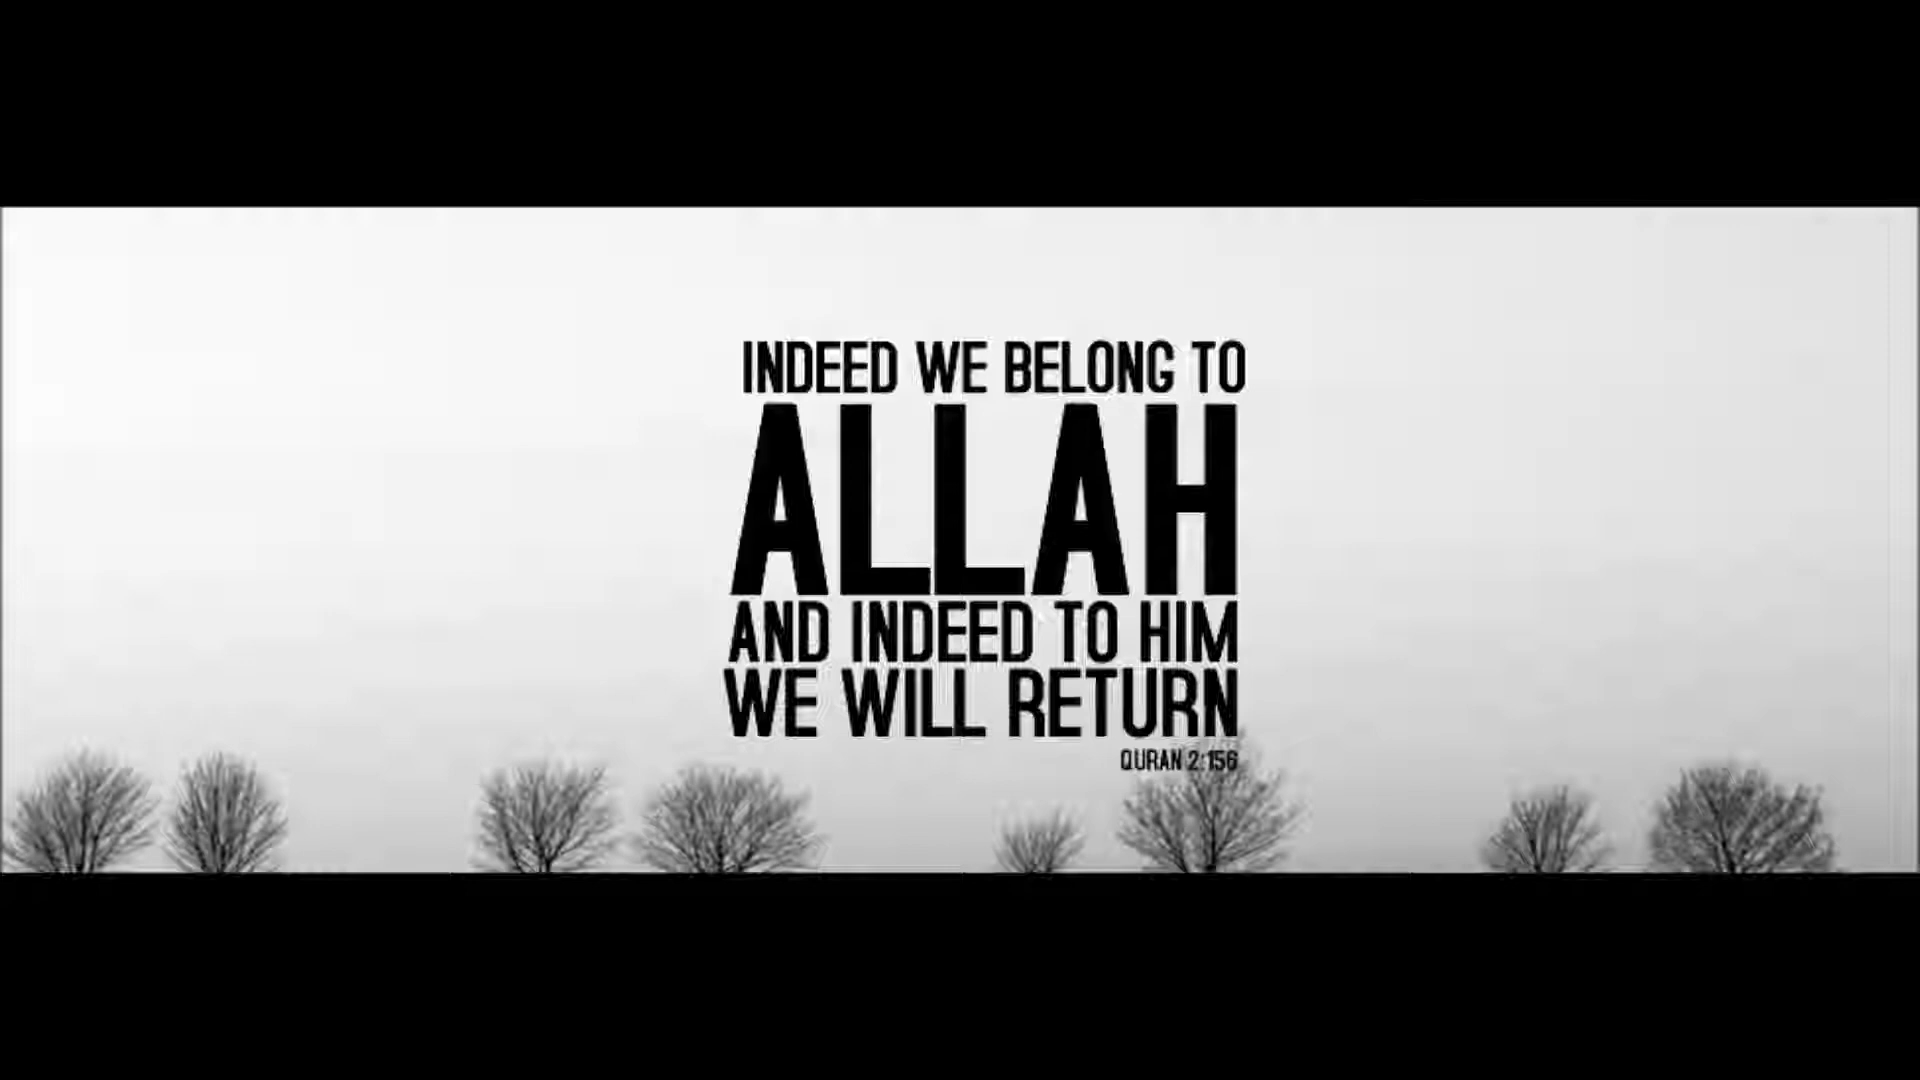 INDEED WE BELONG TO
ALLAH
AND INDEED TO HIM
WE WILL RETURN
QURAN 2:156